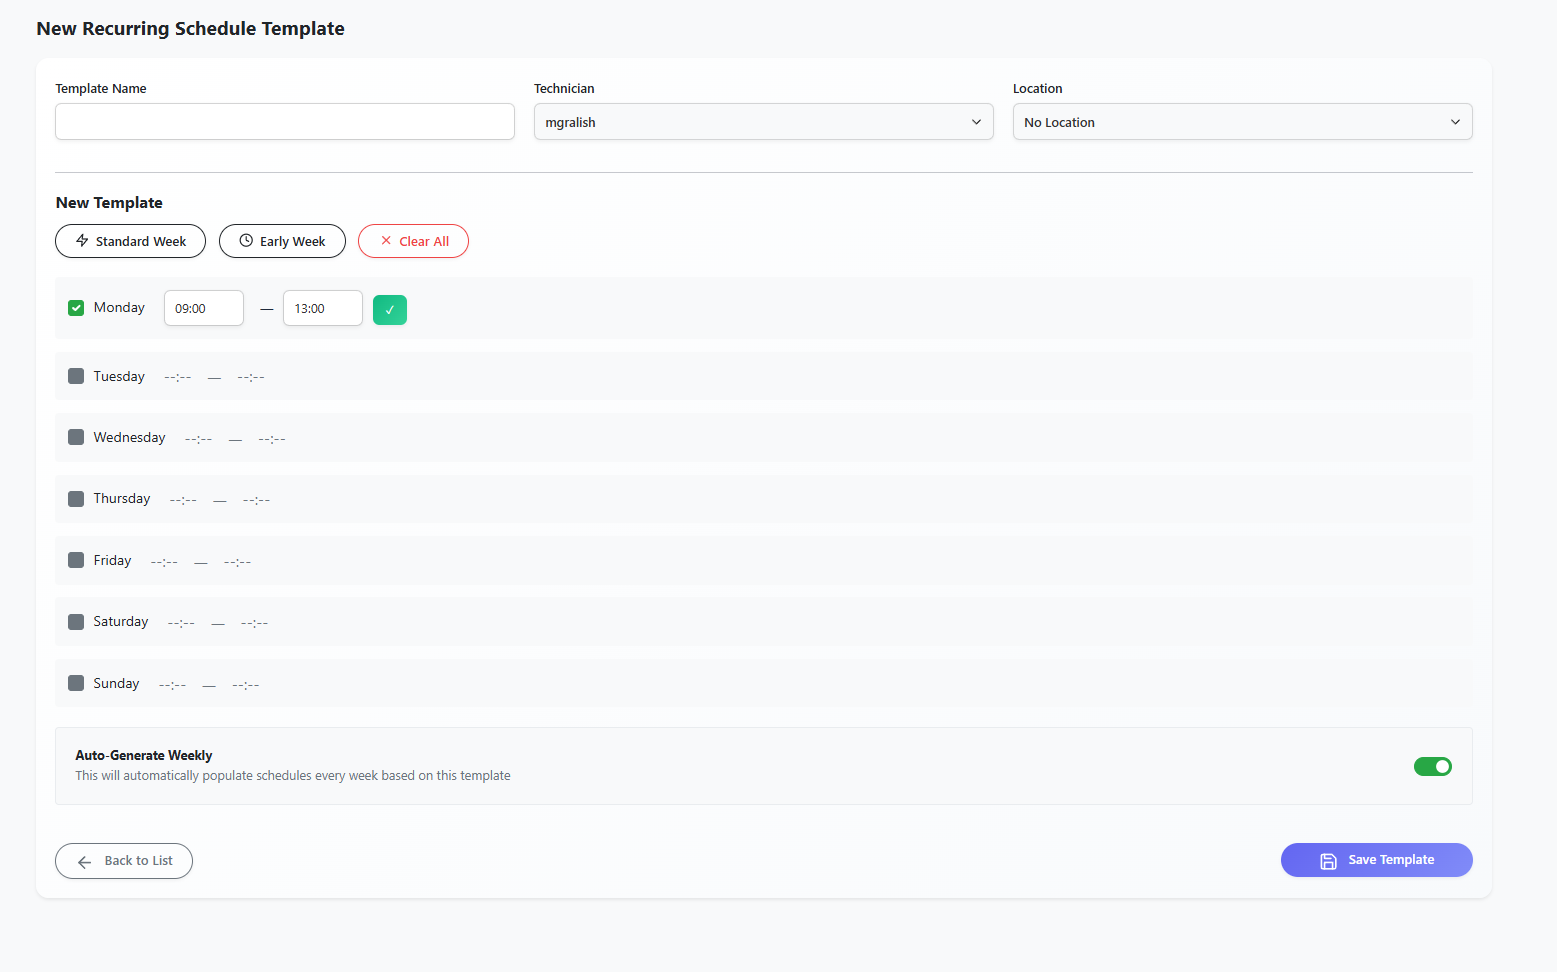 New Recurring Schedule Template
Template Name Technician Location
mgralish No Location
New Template
Standard Week Early Week Clear All
Monday 09:00 — 13:00
Tuesday --:-- — --:--
Wednesday --:-- — --:--
Thursday --:-- — --:--
Friday --:-- — --:--
Saturday --:-- — --:--
Sunday --:-- — --:--
Auto-Generate Weekly
This will automatically populate schedules every week based on this template
Back to List Save Template